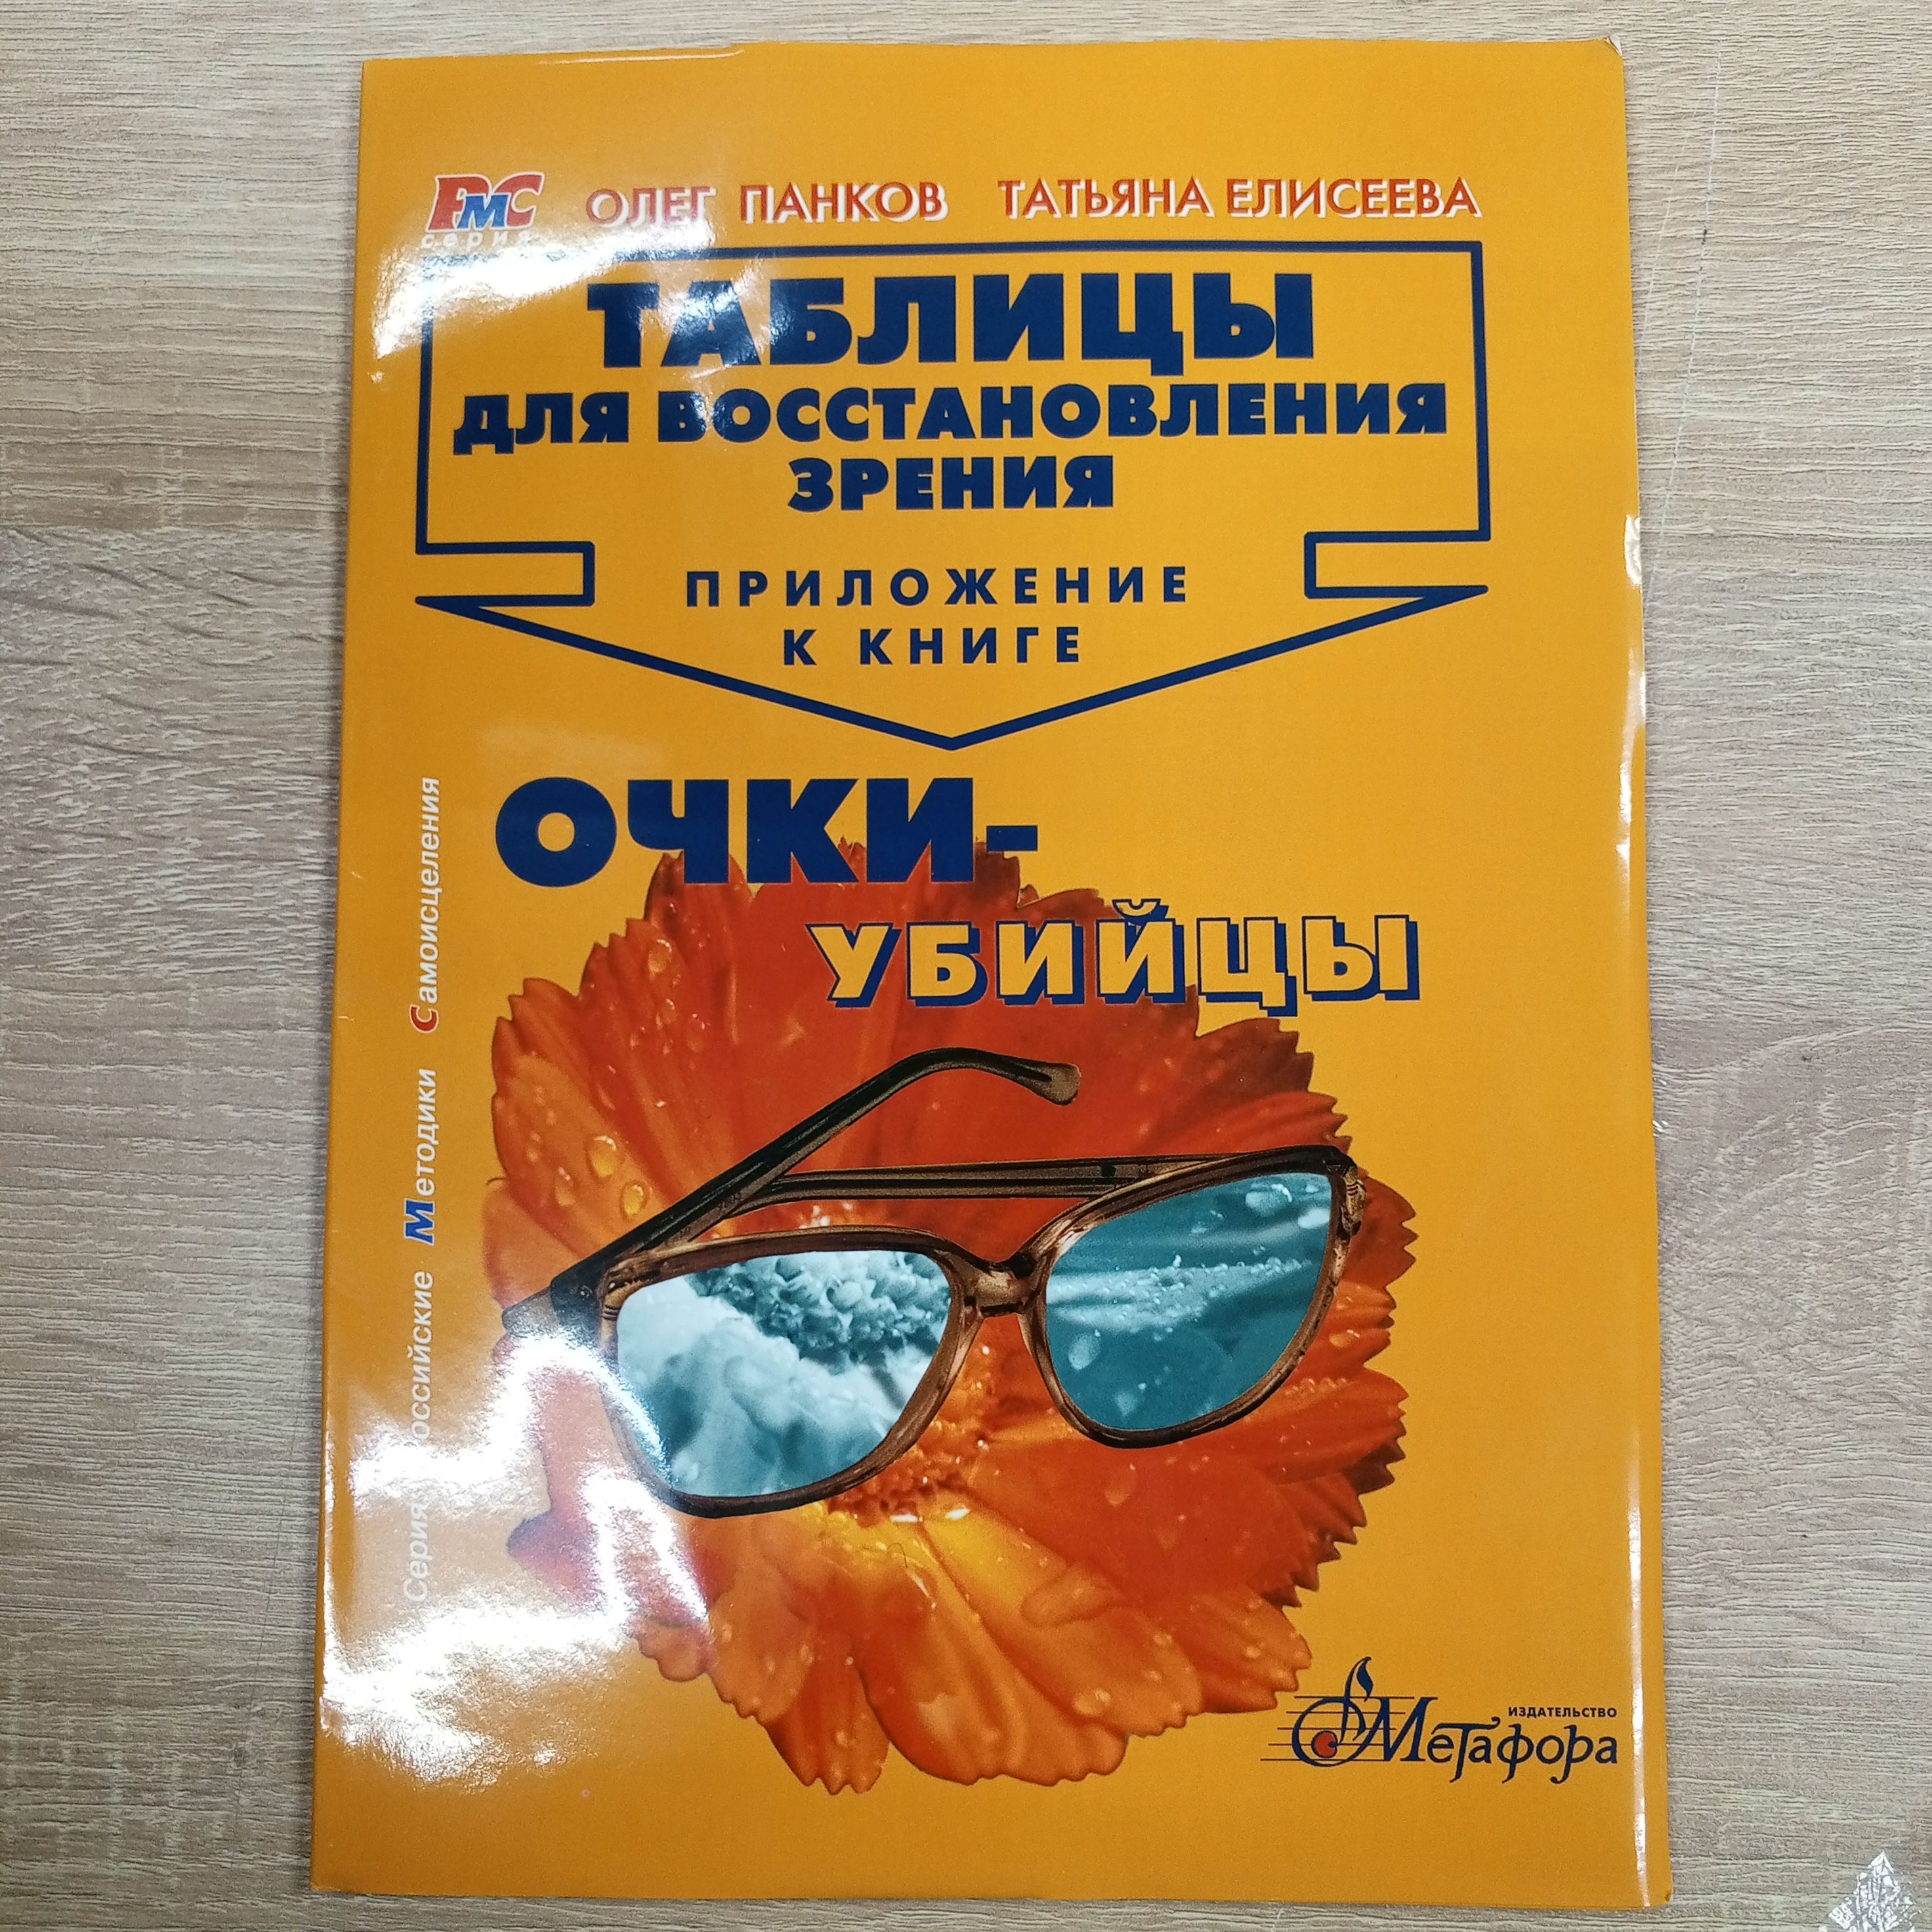 РМС
серия
ОЛЕГ ПАНКОВ ТАТЬЯНА ЕЛИСЕЕВА
ТАБЛИЦЫ
ДЛЯ ВОССТАНОВЛЕНИЯ
ЗРЕНИЯ
ПРИЛОЖЕНИЕ
К КНИГЕ
ОЧКИ-
УБИЙЦЫ
Серия Российские Методики Самоисцеления
ИЗДАТЕЛЬСТВО
Метафора